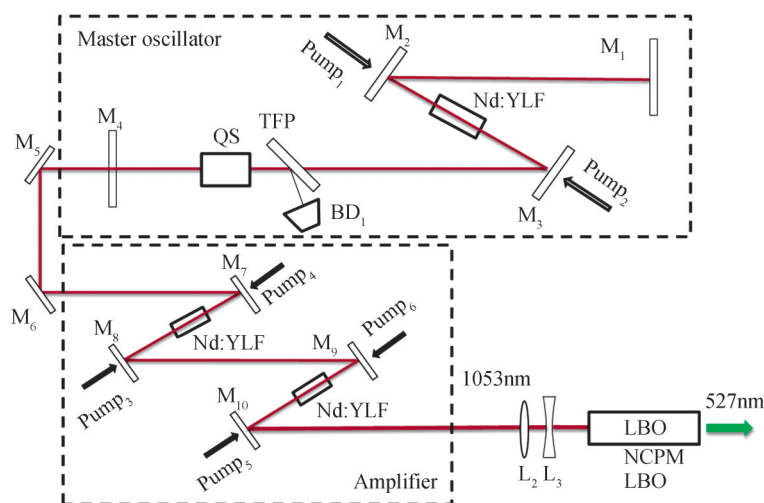 Master oscillator
M2
M1
Pump1
Nd:YLF
M4
QS
TFP
M5
Pump2
BD1
M3
M7
Pump4
M6
M8
Nd:YLF
M9
Pump6
Pump3
1053nm
M10
Nd:YLF
527nm
LBO
Pump5
NCPM
L2
L3
LBO
Amplifier